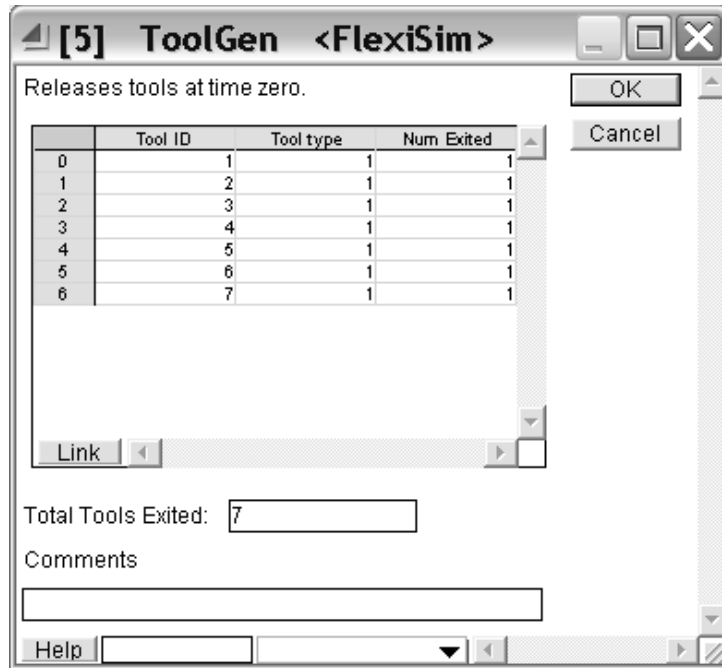 [5] ToolGen <FlexiSim>
Releases tools at time zero.
OK
Cancel
Tool ID Tool type Num Exited
0 1 1 1
1 2 1 1
2 3 1 1
3 4 1 1
4 5 1 1
5 6 1 1
6 7 1 1
Link
Total Tools Exited: 7
Comments
Help